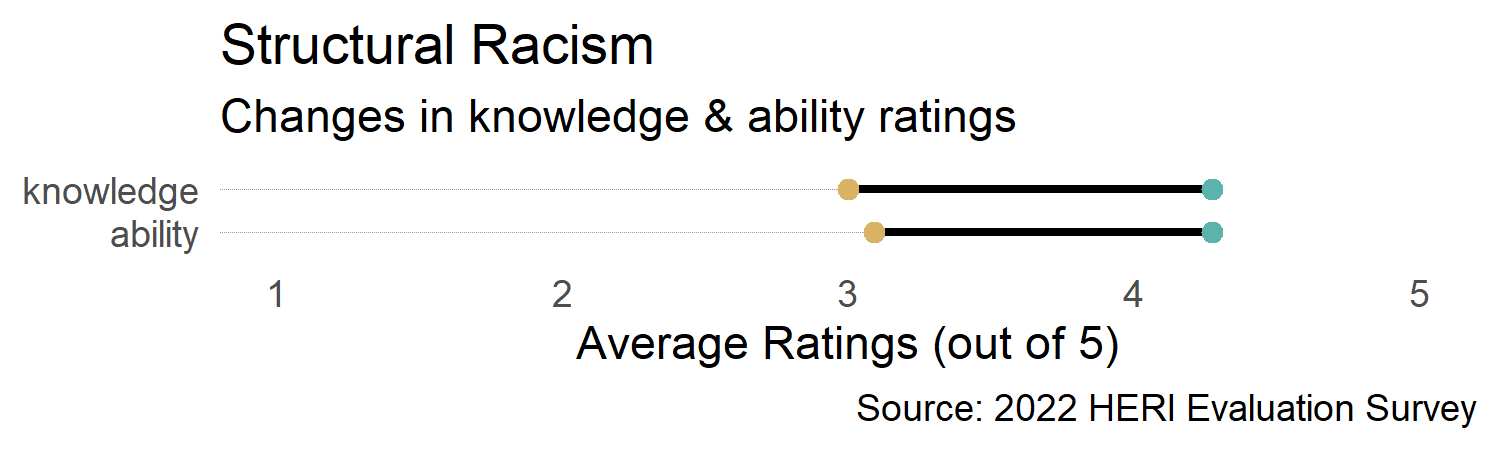 Structural Racism
Changes in knowledge & ability ratings
knowledge
ability
1 2 3 4 5
Average Ratings (out of 5)
Source: 2022 HERI Evaluation Survey